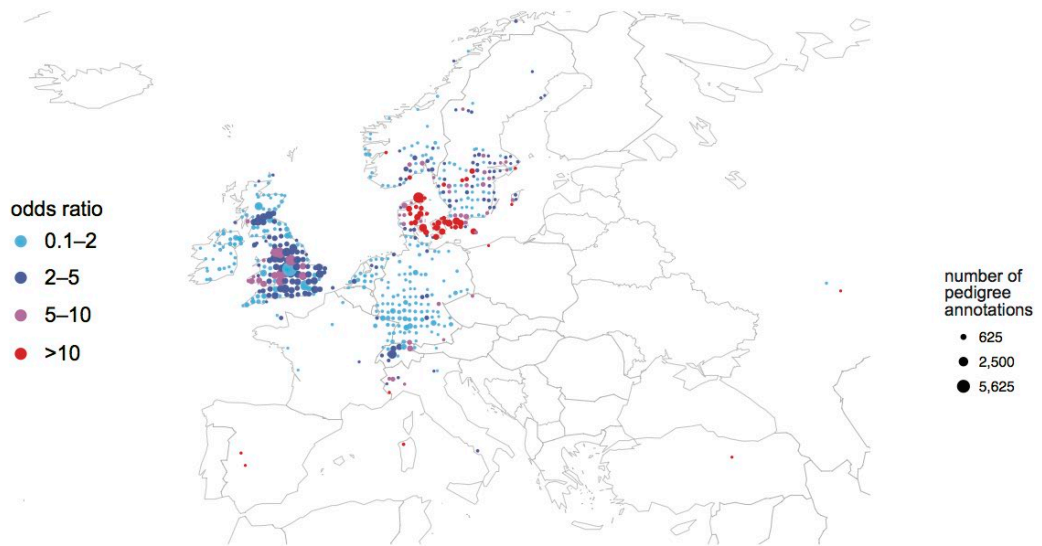 odds ratio
0.1–2
2–5
5–10
>10
number of
pedigree
annotations
625
2,500
5,625